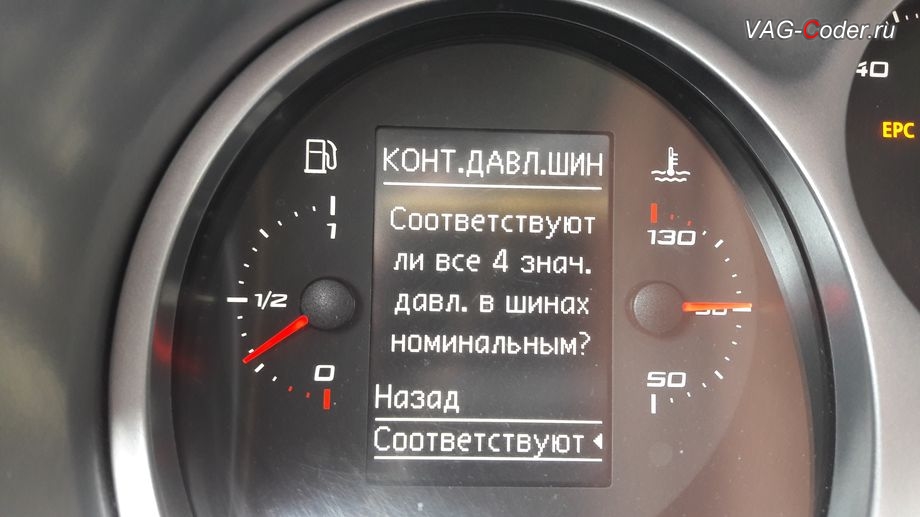 VAG-Coder.ru
40
EPC
КОНТ.ДАВЛ.ШИН
Соответствуют
ли все 4 знач.
давл. в шинах
номинальным?
Назад
Соответствуют
1
1/2
0
130
90
50